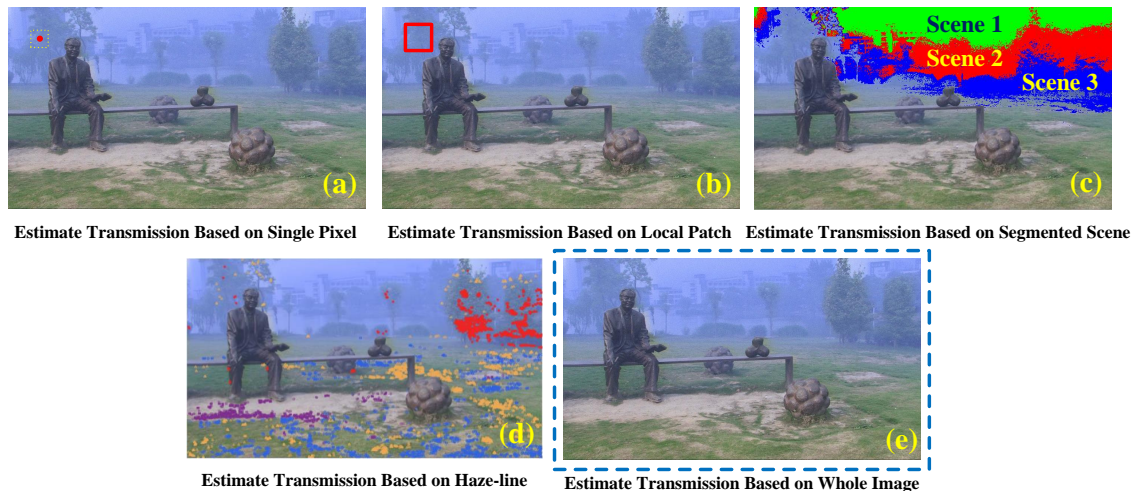 (a)
(b)
Scene 1
Scene 2
Scene 3
(c)
Estimate Transmission Based on Single Pixel
Estimate Transmission Based on Local Patch
Estimate Transmission Based on Segmented Scene
(d)
(e)
Estimate Transmission Based on Haze-line
Estimate Transmission Based on Whole Image